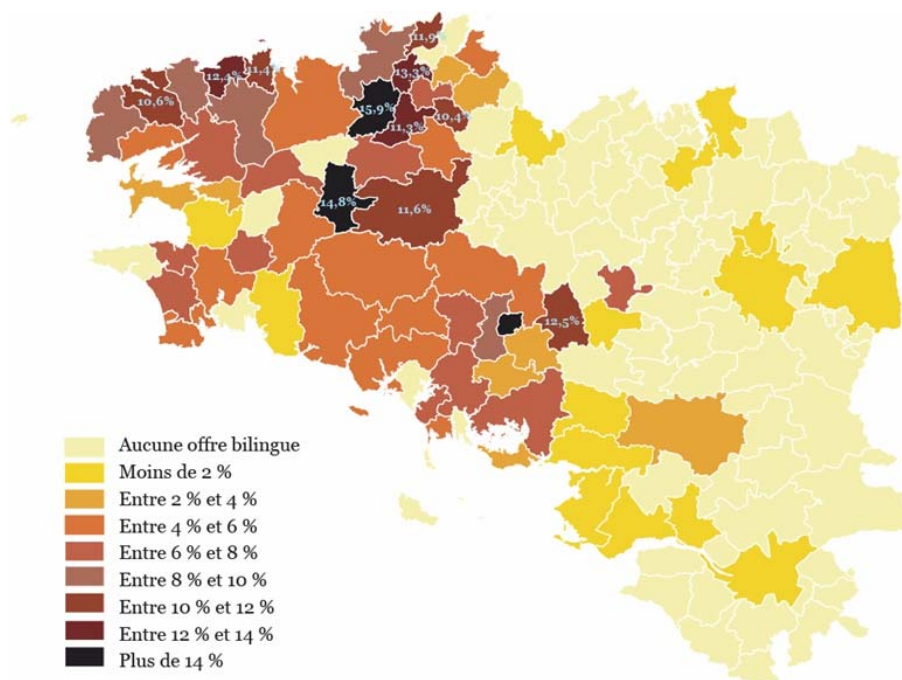 11,9%
12,4%
11,4%
13,3%
10,6%
15,9%
10,4%
11,3%
14,8%
11,6%
12,5%
Aucune offre bilingue
Moins de 2 %
Entre 2 % et 4 %
Entre 4 % et 6 %
Entre 6 % et 8 %
Entre 8 % et 10 %
Entre 10 % et 12 %
Entre 12 % et 14 %
Plus de 14 %